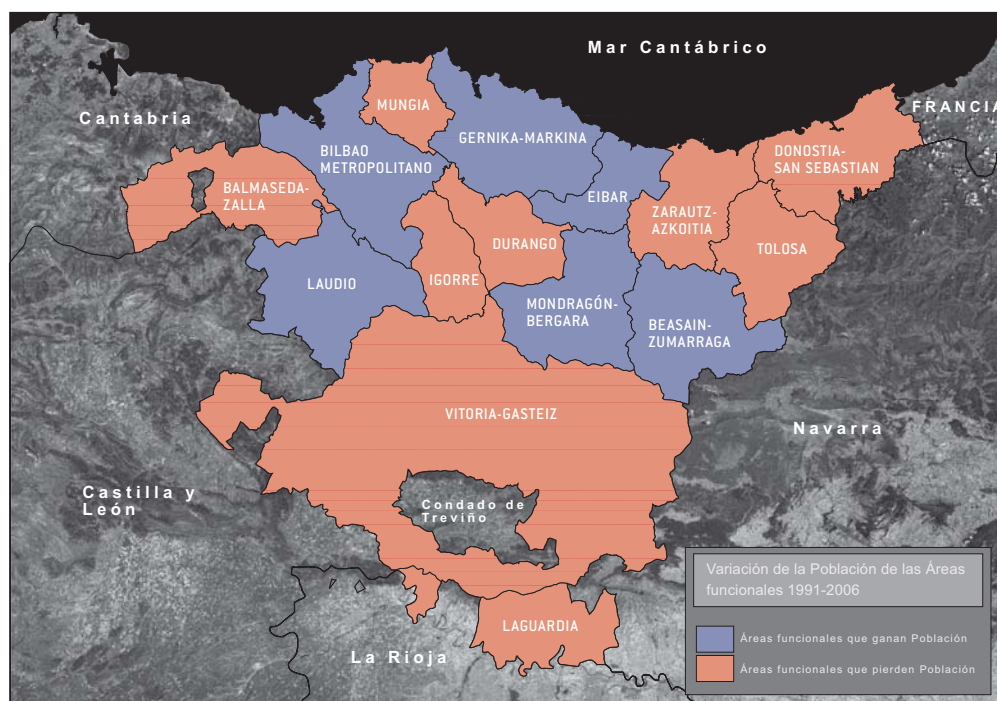 Mar Cantábrico
FRANCIA
Cantabria
MUNGIA
GERNIKA-MARKINA
BILBAO
METROPOLITANO
DONOSTIA-
SAN SEBASTIAN
BALMASEDA-
ZALLA
EIBAR
ZARAUTZ-
AZKOITIA
DURANGO
TOLOSA
LAUDIO
IGORRE
MONDRAGÓN-
BERGARA
BEASAIN-
ZUMARRAGA
VITORIA-GASTEIZ
Navarra
Castilla y
León
Condado de
Treviño
LAGUARDIA
La Rioja
Variación de la Población de las Áreas
funcionales 1991-2006
Áreas funcionales que ganan Población
Áreas funcionales que pierden Población